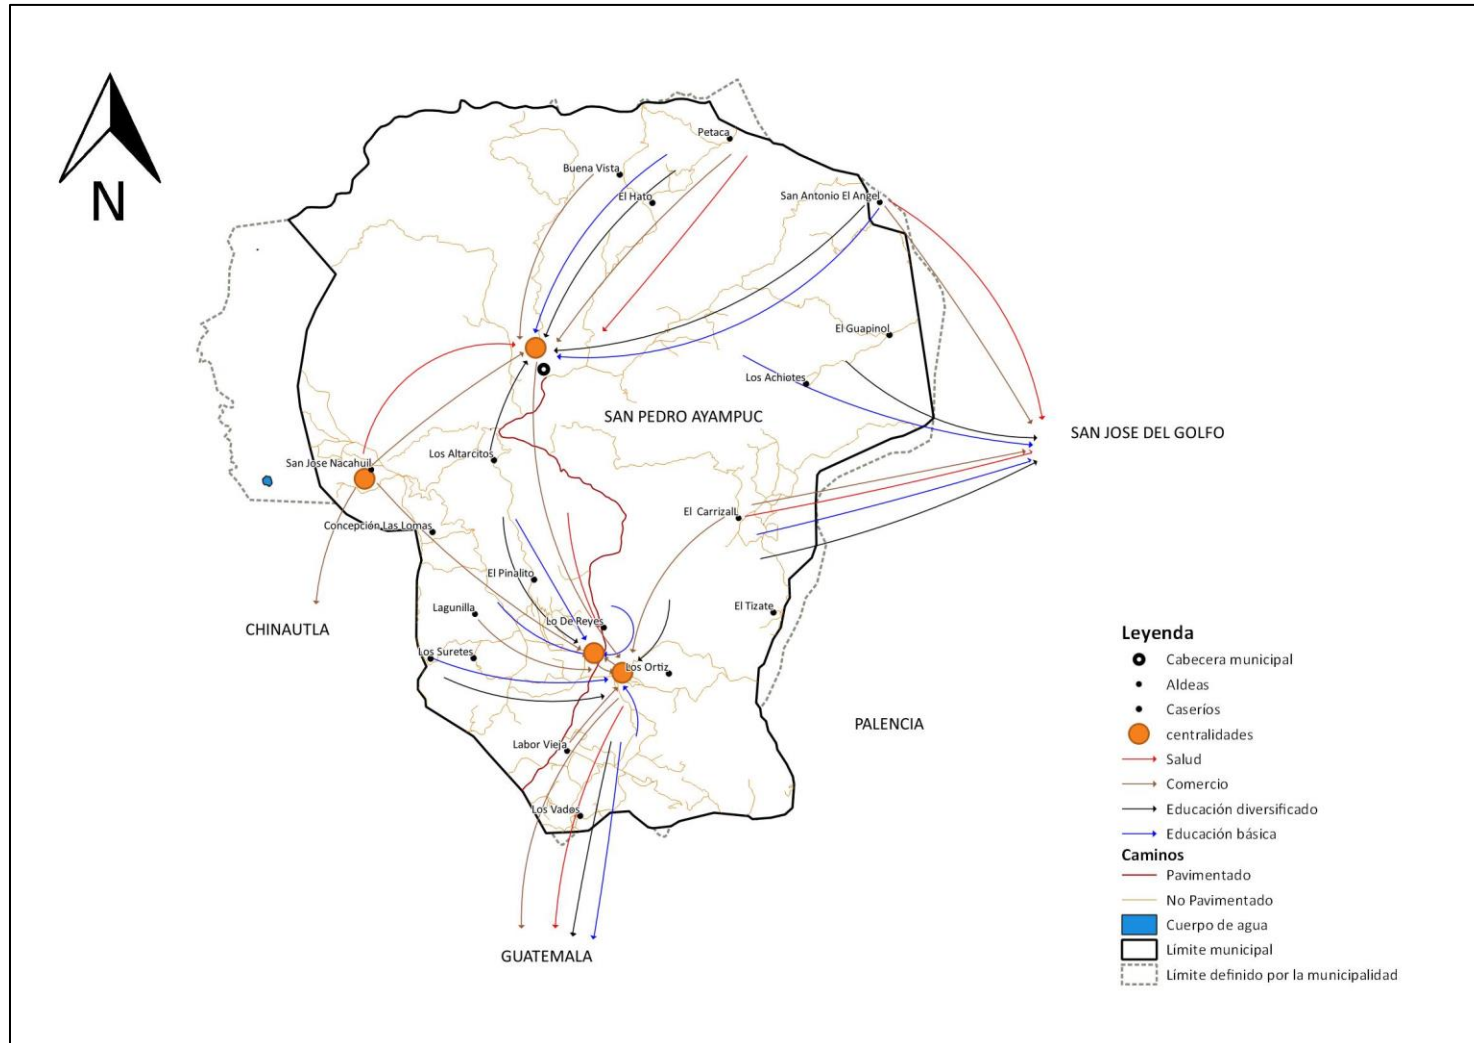 N
Petaca
Buena Vista
El Hato
San Antonio El Angel
El Guapinol
Los Achiotes
SAN PEDRO AYAMPUC
SAN JOSE DEL GOLFO
Los Altarcitos
San Jose Nacahuil
El Carrizall
Concepción Las Lomas
El Pinalito
Lagunilla
El Tizate
Lo De Reyes
CHINAUTLA
Los Suretes
Los Ortiz
PALENCIA
Labor Vieja
Los Vados
GUATEMALA
Leyenda
Cabecera municipal
Aldeas
Caseríos
centralidades
Salud
Comercio
Educación diversificado
Educación básica
Caminos
Pavimentado
No Pavimentado
Cuerpo de agua
Límite municipal
Límite definido por la municipalidad